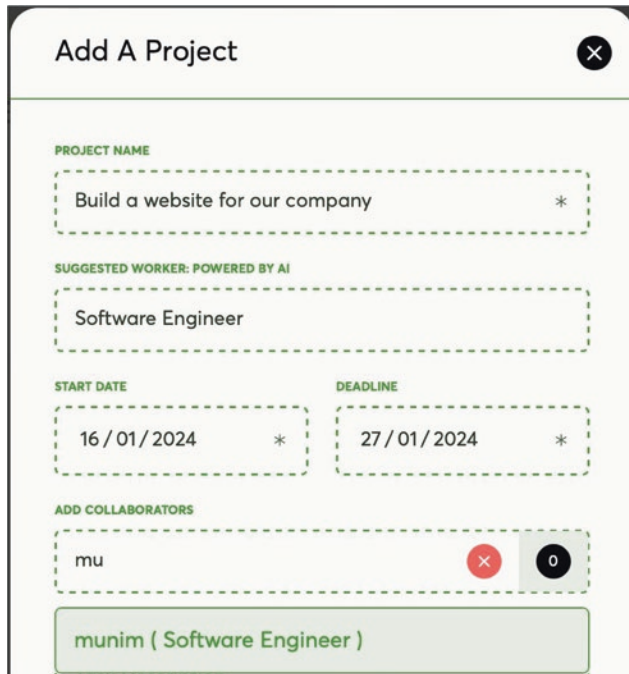 Add A Project
PROJECT NAME
Build a website for our company *
SUGGESTED WORKER: POWERED BY AI
Software Engineer
START DATE DEADLINE
16 / 01 / 2024 * 27 / 01 / 2024 *
ADD COLLABORATORS
mu 0
munim ( Software Engineer )